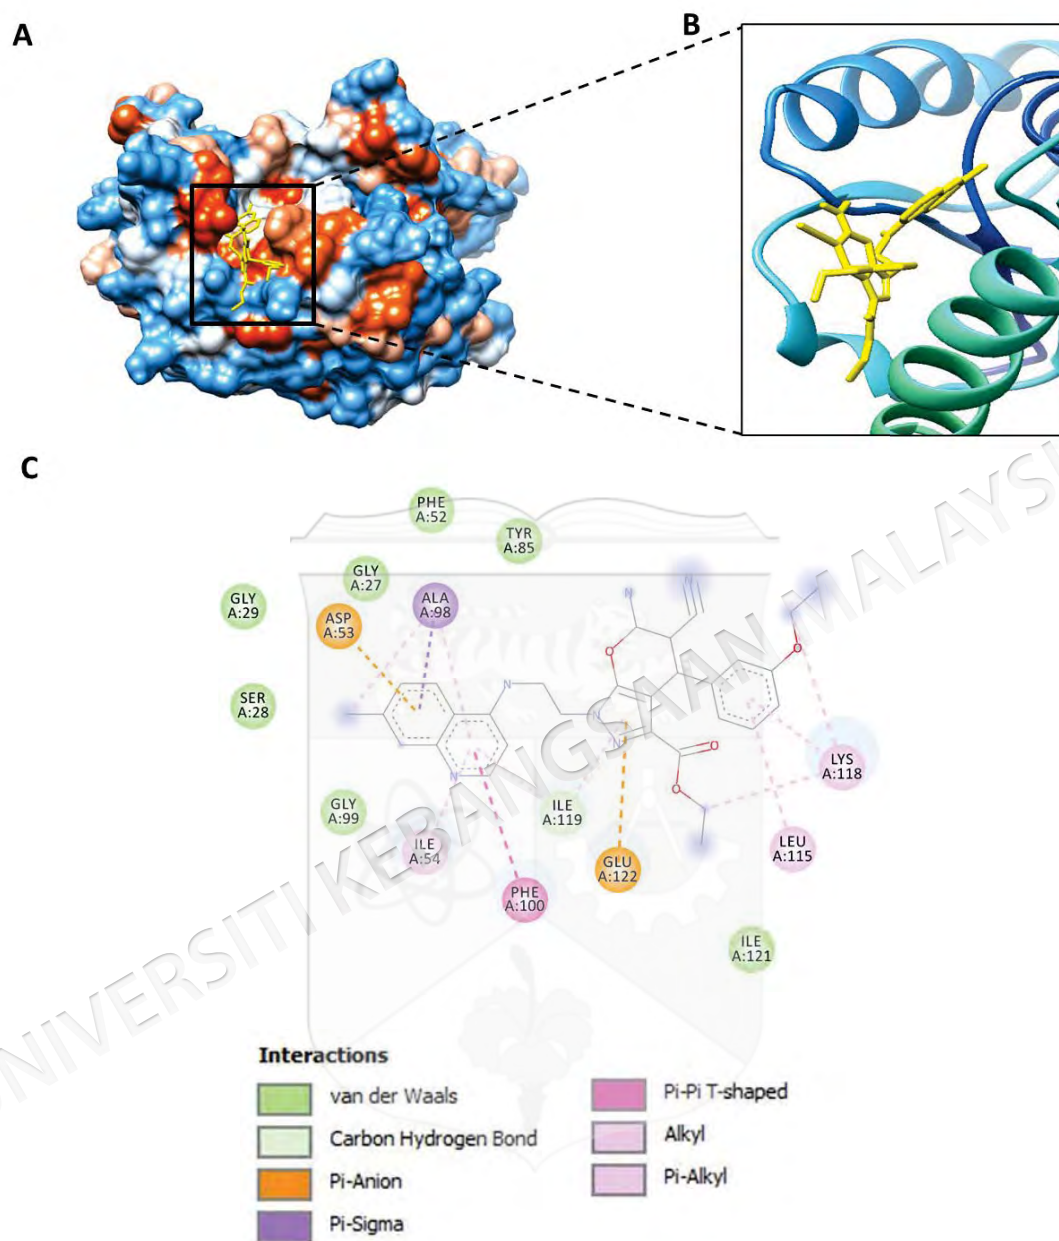 A
B
C
PHE
A:52
TYR
A:85
GLY
A:27
GLY
A:29
ALA
A:98
ASP
A:53
SER
A:28
N
N
N
O
O
N
N
N
N
O
O
LYS
A:118
GLY
A:99
ILE
A:119
ILE
A:54
LEU
A:115
GLU
A:122
PHE
A:100
ILE
A:121
UNIVERSITI KEBANGSAAN MALAYSIA
Interactions
van der Waals
Carbon Hydrogen Bond
Pi-Anion
Pi-Sigma
Pi-Pi T-shaped
Alkyl
Pi-Alkyl